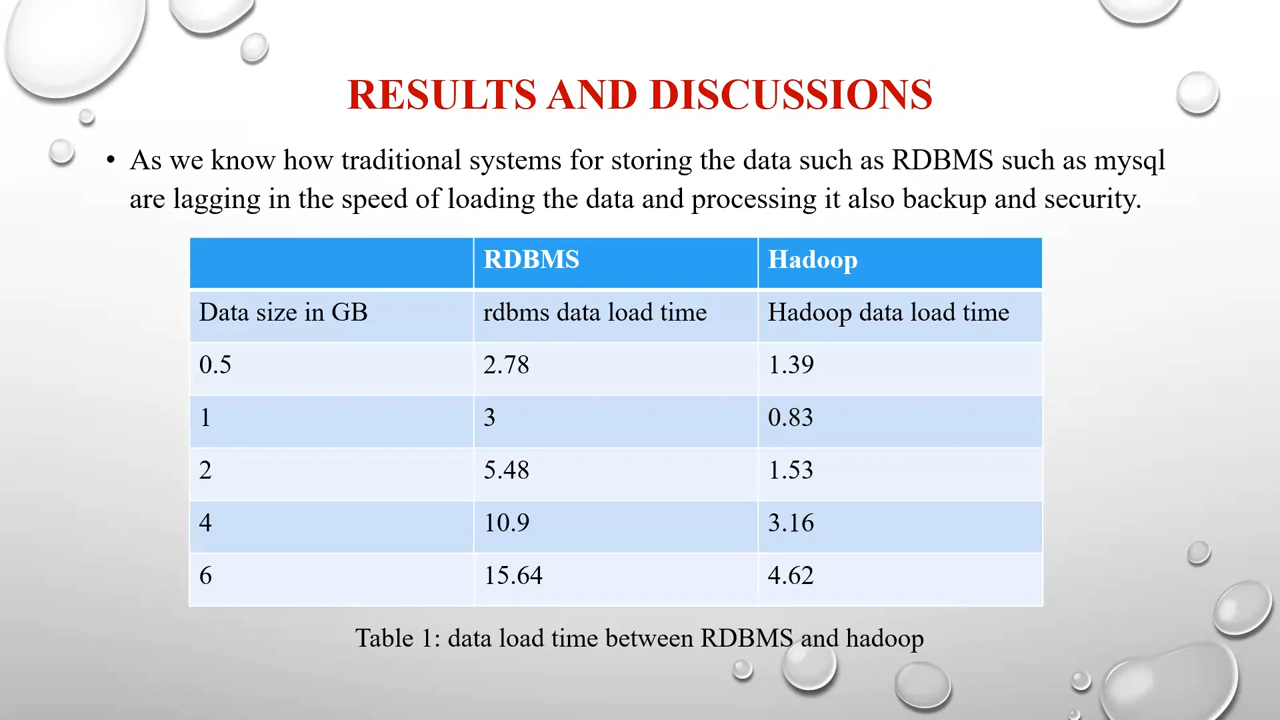 RESULTS AND DISCUSSIONS
• As we know how traditional systems for storing the data such as RDBMS such as mysql
are lagging in the speed of loading the data and processing it also backup and security.
RDBMS Hadoop
Data size in GB rdbms data load time Hadoop data load time
0.5 2.78 1.39
1 3 0.83
2 5.48 1.53
4 10.9 3.16
6 15.64 4.62
Table 1: data load time between RDBMS and hadoop